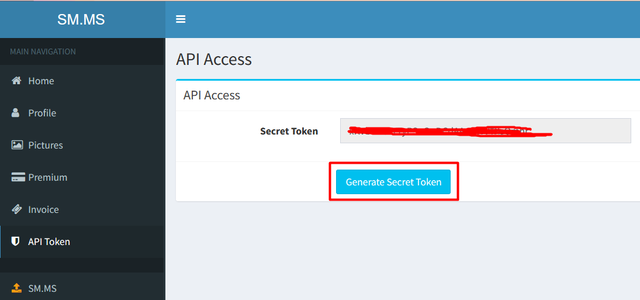 SM.MS
MAIN NAVIGATION
Home
Profile
Pictures
Premium
Invoice
API Token
SM.MS
API Access
API Access
Secret Token
Generate Secret Token